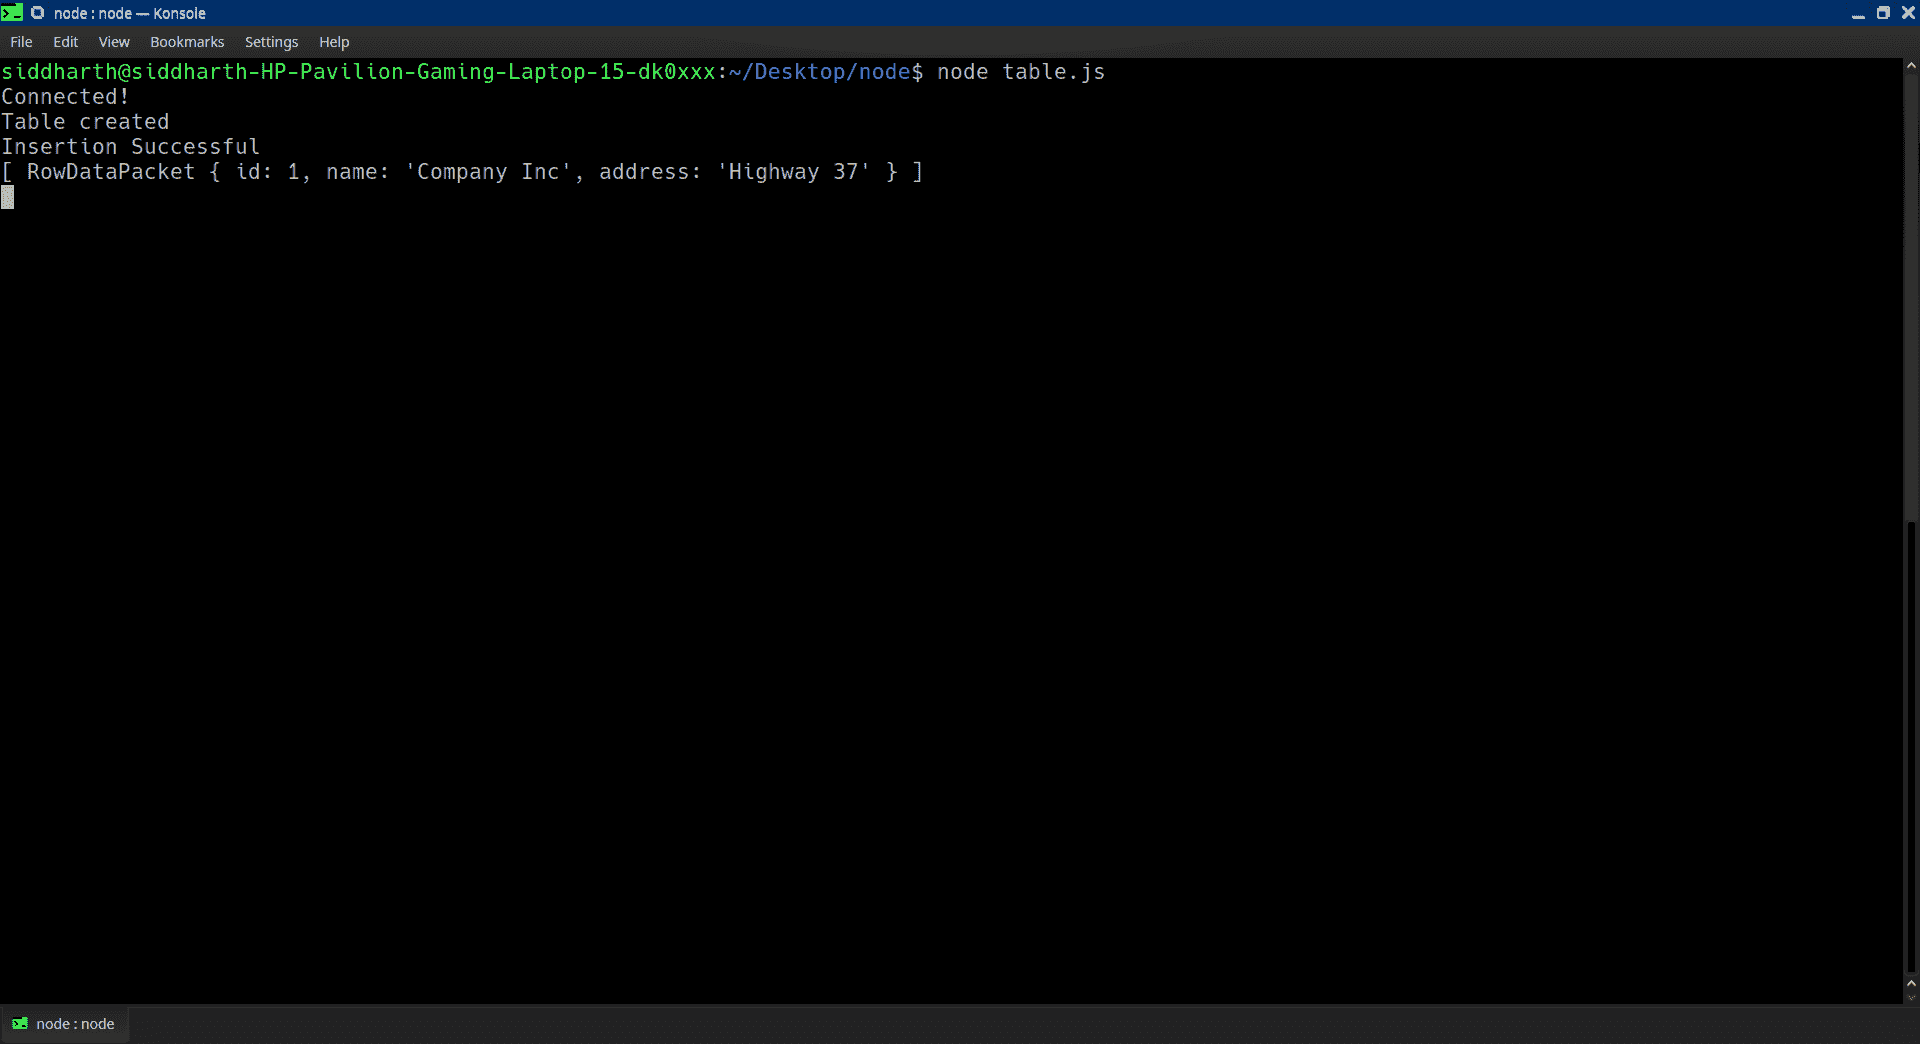 node : node — Konsole
File Edit View Bookmarks Settings Help
siddharth@siddharth-HP-Pavilion-Gaming-Laptop-15-dk0xxx:~/Desktop/node$ node table.js
Connected!
Table created
Insertion Successful
[ RowDataPacket { id: 1, name: 'Company Inc', address: 'Highway 37' } ]
node : node